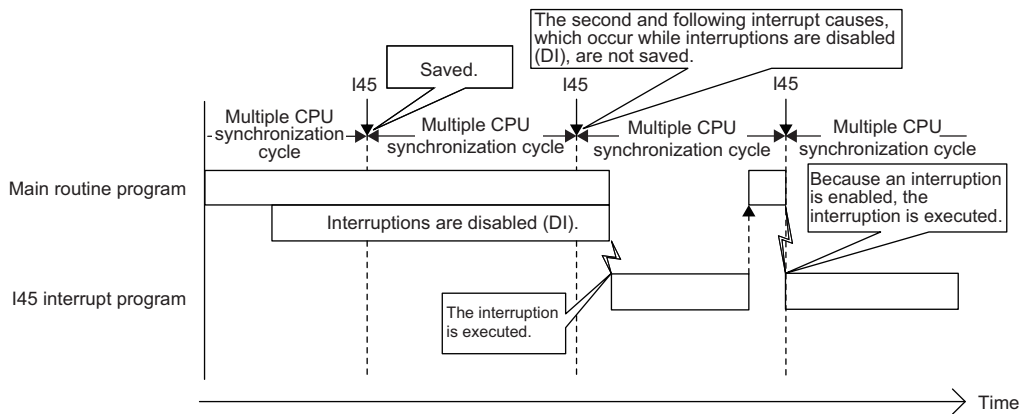 The second and following interrupt causes,
which occur while interruptions are disabled
(DI), are not saved.
Saved.
I45
I45
I45
Multiple CPU
synchronization
cycle
Multiple CPU
synchronization cycle
Multiple CPU
synchronization cycle
Multiple CPU
synchronization cycle
Main routine program
Because an interruption
is enabled, the
interruption is executed.
Interruptions are disabled (DI).
I45 interrupt program
The interruption
is executed.
Time